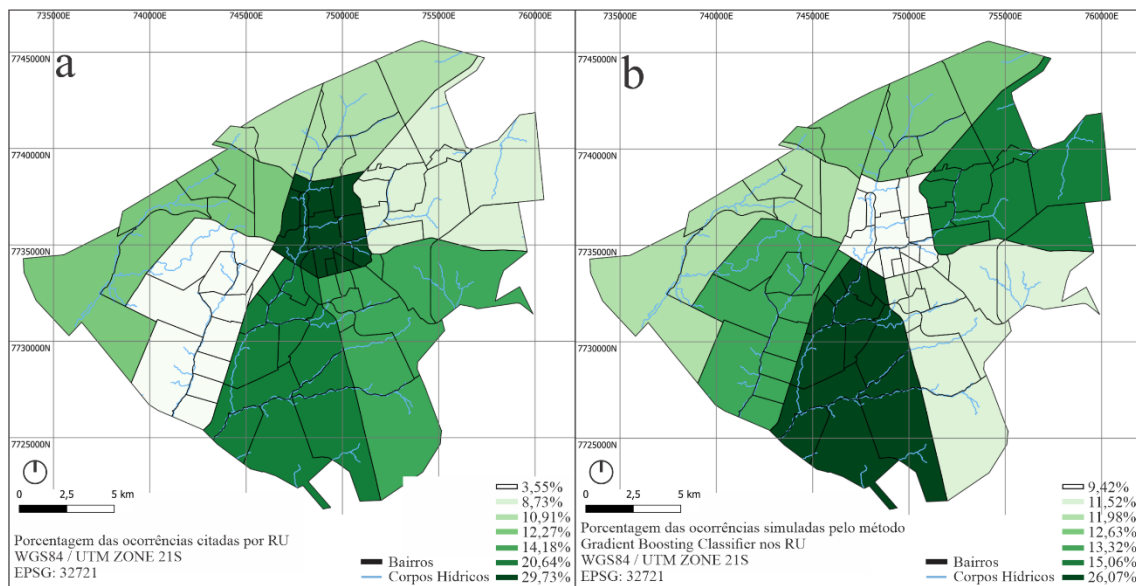 735000E 740000E 745000E 750000E 755000E 760000E
a
7745000N
7740000N
7735000N
7730000N
7725000N
0 2,5 5 km
Porcentagem das ocorrências citadas por RU
WGS84 / UTM ZONE 21S
EPSG: 32721
3,55%
8,73%
10,91%
12,27%
14,18%
20,64%
29,73%
Bairros
Corpos Hídricos
735000E 740000E 745000E 750000E 755000E 760000E
b
7745000N
7740000N
7735000N
7730000N
7725000N
0 2,5 5 km
Porcentagem das ocorrências simuladas pelo método
Gradient Boosting Classifier nos RU
WGS84 / UTM ZONE 21S
EPSG: 32721
9,42%
11,52%
11,98%
12,63%
13,32%
15,06%
26,07%
Bairros
Corpos Hídricos